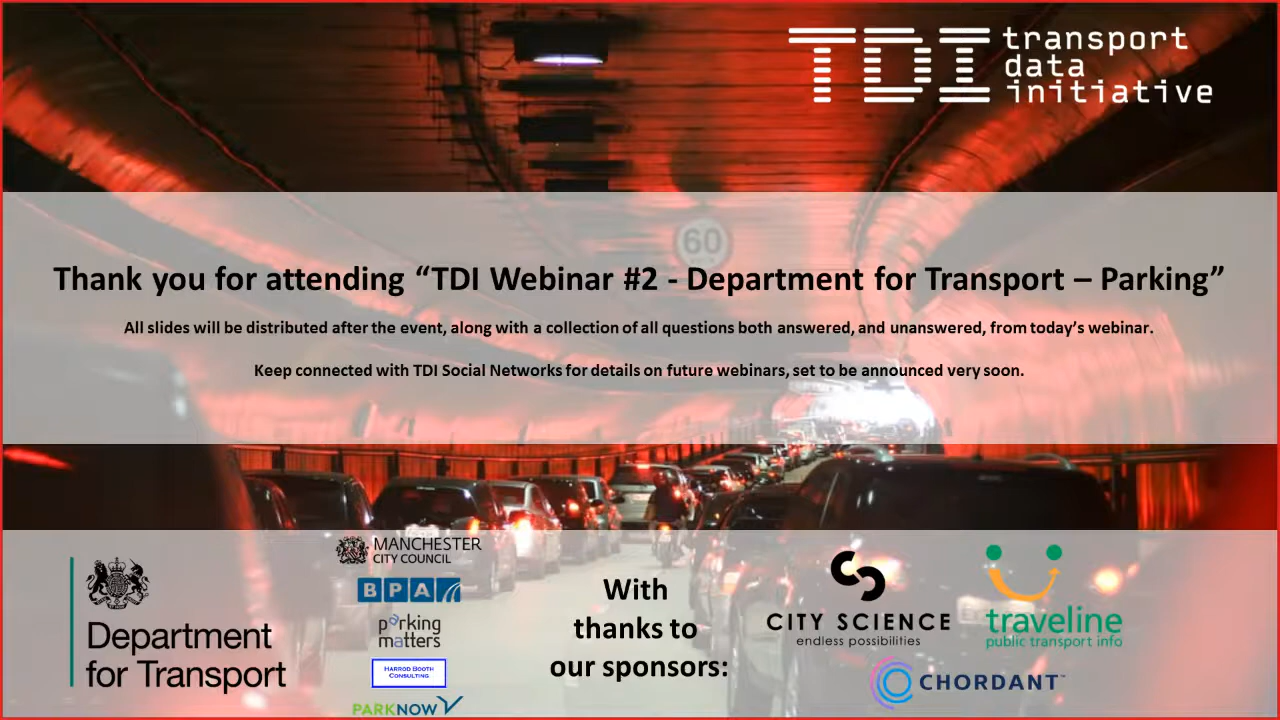 TDI transport
data
initiative
60
Thank you for attending “TDI Webinar #2 - Department for Transport – Parking”
All slides will be distributed after the event, along with a collection of all questions both answered, and unanswered, from today’s webinar.
Keep connected with TDI Social Networks for details on future webinars, set to be announced very soon.
Department
for Transport
MANCHESTER
CITY COUNCIL
BPA
parking
matters
HARROD BOOTH
CONSULTING
PARKNOW
With
thanks to
our sponsors:
CITY SCIENCE
endless possibilities
traveline
public transport info
CHORDANT™